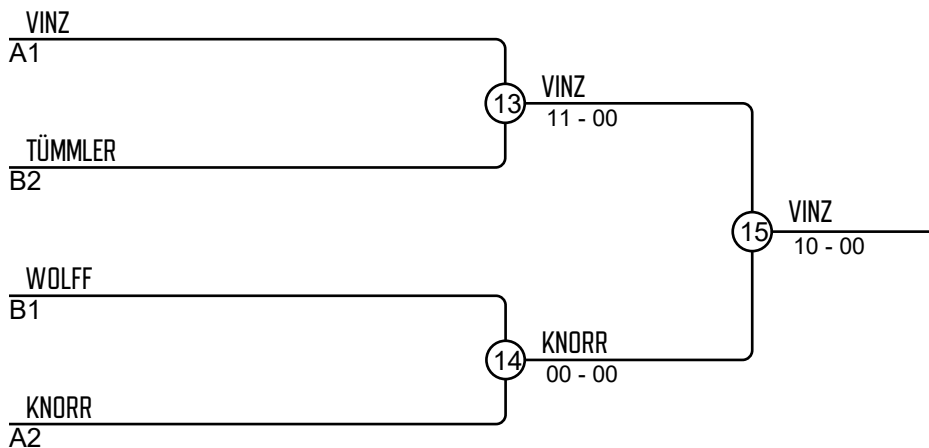 VINZ
A1
13
VINZ
11 - 00
TÜMMLER
B2
15
VINZ
10 - 00
WOLFF
B1
14
KNORR
00 - 00
KNORR
A2